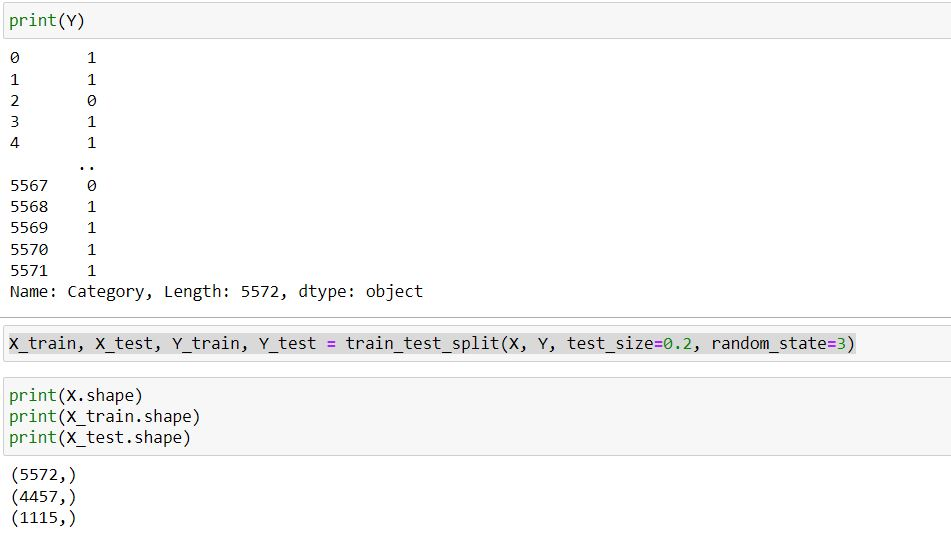 print(Y)
0       1
1       1
2       0
3       1
4       1
       ..
5567    0
5568    1
5569    1
5570    1
5571    1
Name: Category, Length: 5572, dtype: object
X_train, X_test, Y_train, Y_test = train_test_split(X, Y, test_size=0.2, random_state=3)
print(X.shape)
print(X_train.shape)
print(X_test.shape)
(5572,)
(4457,)
(1115,)